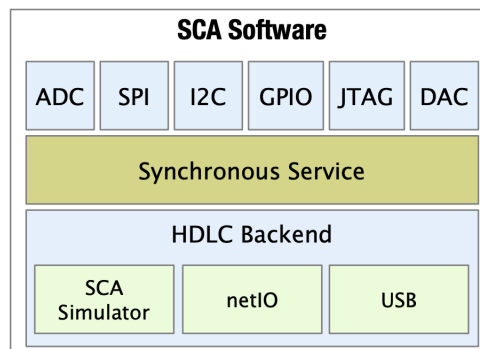 SCA Software
ADC SPI I2C GPIO JTAG DAC
Synchronous Service
HDLC Backend
SCA
Simulator
netIO
USB